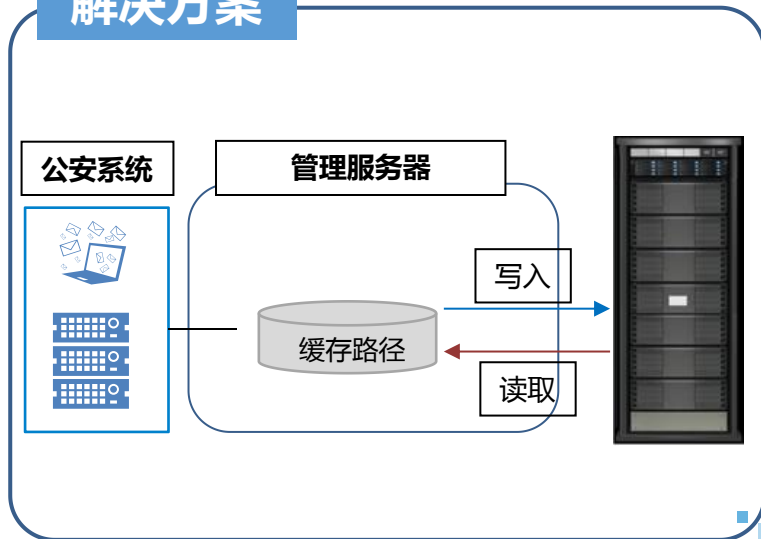 解决方案
公安系统
管理服务器
写入
缓存路径
读取